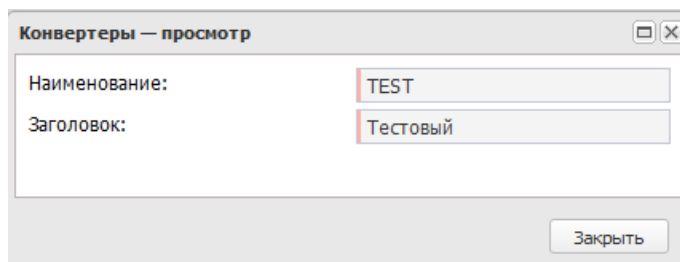 Конвертеры — просмотр
Наименование: TEST
Заголовок: Тестовый
Закрыть